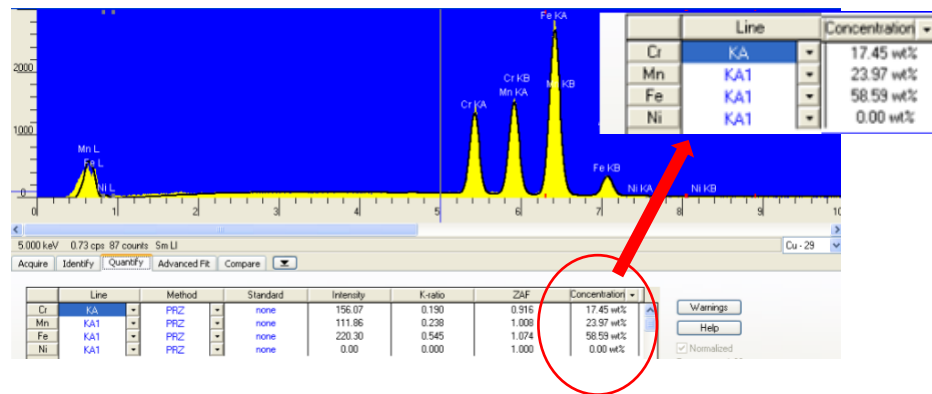 Fe KA
2000
Cr KB
Mn KA
Mn KB
Cr KA
1000
Mn L
Fe L
Fe KB
Ni L
Ni KA
Ni KB
0
0 1 2 3 4 5 6 7 8 9 10
Line Concentration
Cr KA 17.45 wt%
Mn KA1 23.97 wt%
Fe KA1 58.59 wt%
Ni KA1 0.00 wt%
5.000 keV 0.73 cps 87 counts Sm Ll
Cu - 29
Acquire Identify Quantify Advanced Fit Compare
Line Method Standard Intensity K-ratio ZAF Concentration
Cr KA PRZ none 156.07 0.190 0.916 17.45 wt%
Mn KA1 PRZ none 111.86 0.238 1.008 23.97 wt%
Fe KA1 PRZ none 220.30 0.545 1.074 58.59 wt%
Ni KA1 PRZ none 0.00 0.000 1.000 0.00 wt%
Warnings
Help
Normalized